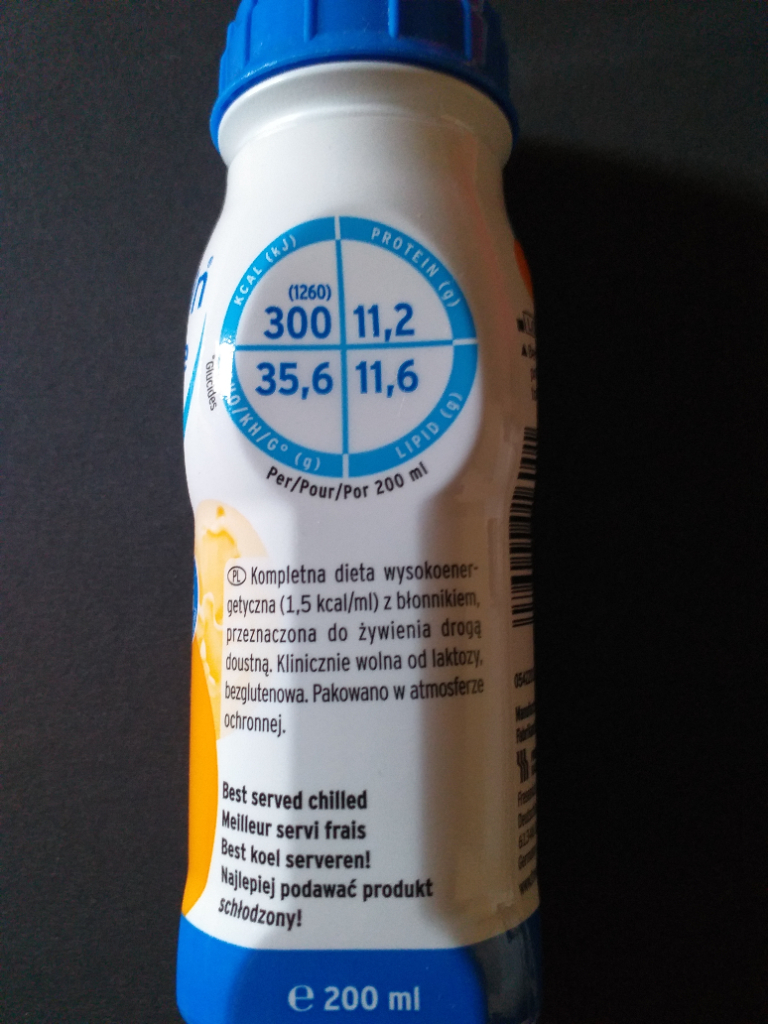 KCAL (kJ)
PROTEIN (g)
(1260)
300
11,2
35,6
11,6
/KH/G° (g)
LIPID (g)
Per/Pour/Por 200 ml
°Glucides
PL Kompletna dieta wysokoener-
getyczna (1,5 kcal/ml) z błonnikiem,
przeznaczona do żywienia drogą
doustną. Klinicznie wolna od laktozy,
bezglutenowa. Pakowano w atmosferze
ochronnej.
Best served chilled
Meilleur servi frais
Best koel serveren!
Najlepiej podawać produkt
schłodzony!
e 200 ml